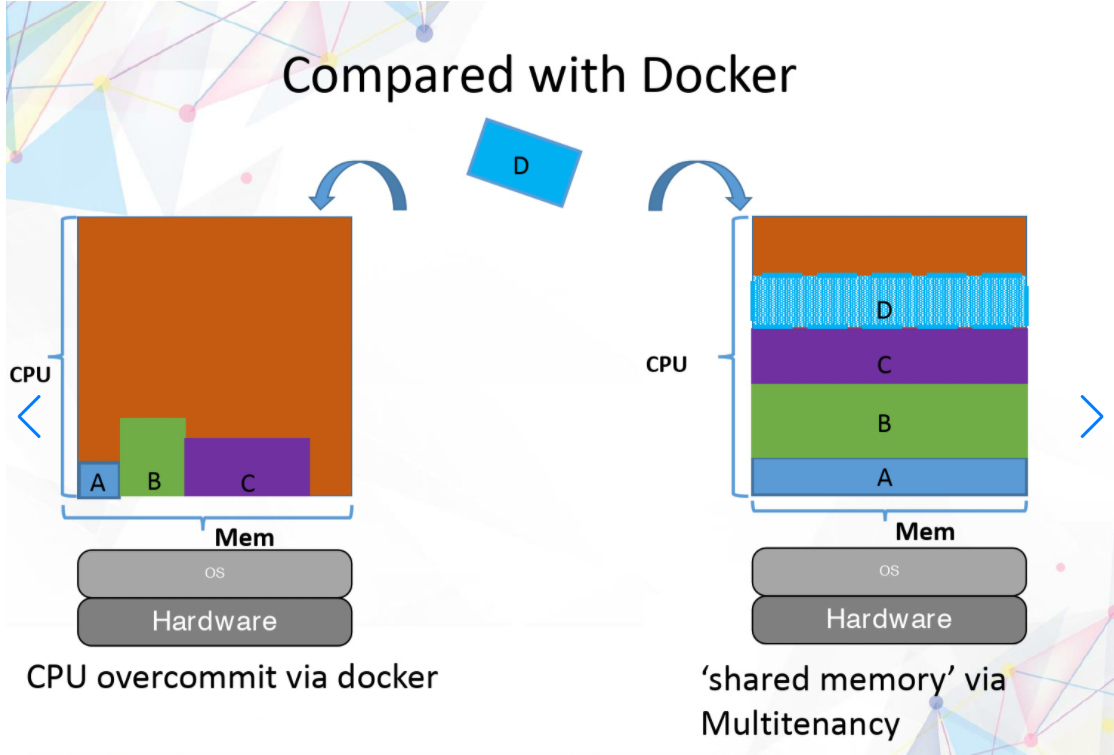 Compared with Docker
D
CPU
A
B
C
Mem
OS
Hardware
CPU overcommit via docker
CPU
D
C
B
A
Mem
OS
Hardware
‘shared memory’ via
Multitenancy